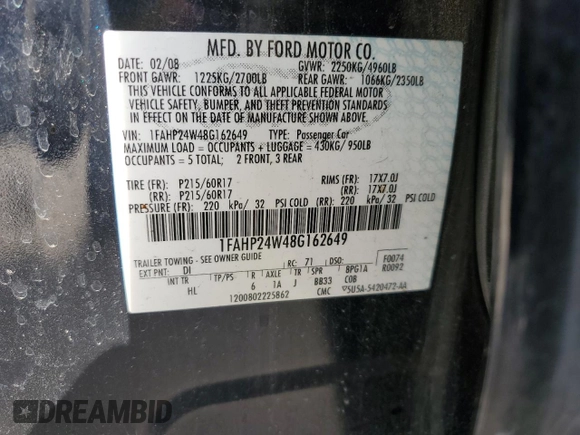 MFD. BY FORD MOTOR CO.
DATE: 02/08 GVWR: 2250KG/4960LB
FRONT GAWR: 1225KG/2700LB REAR GAWR: 1066KG/2350LB
THIS VEHICLE CONFORMS TO ALL APPLICABLE FEDERAL MOTOR
VEHICLE SAFETY, BUMPER, AND THEFT PREVENTION STANDARDS
IN EFFECT ON THE DATE OF MANUFACTURE SHOWN ABOVE.
VIN: 1FAHP24W48G162649 TYPE: Passenger Car
MAXIMUM LOAD = OCCUPANTS + LUGGAGE = 430KG/ 950LB
OCCUPANTS = 5 TOTAL; 2 FRONT, 3 REAR
TIRE (FR): P215/60R17 RIMS (FR): 17X7.0J
(RR): P215/60R17 (RR): 17X7.0J
PRESSURE (FR): 220 kPa/ 32 PSI COLD (RR): 220 kPa/ 32 PSI COLD
1FAHP24W48G162649
TRAILER TOWING - SEE OWNER GUIDE
EXT PNT: DI RC: 71 DSO: F0074
INT TR TP/PS R AXLE TR SPR BPG1A R0092
HL 6 1A J BB33 COB
1200802225862 CMC 5U5A-5420472-AA
DREAMBID